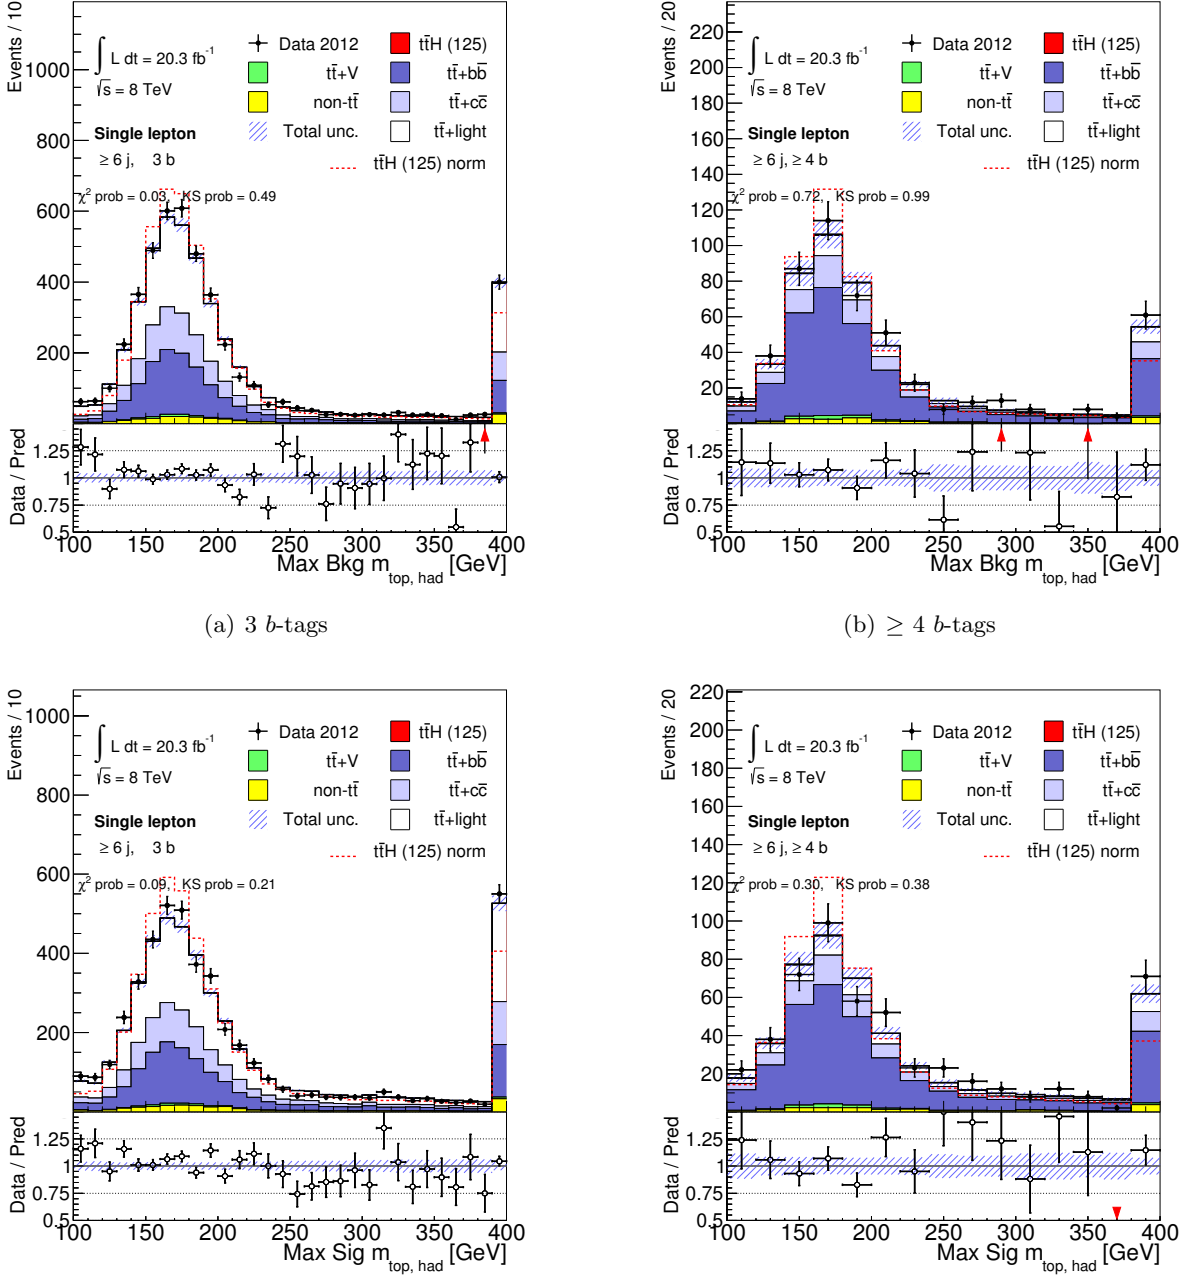 Events / 10
1000
800
600
400
200
∫ L dt = 20.3 fb⁻¹
√s = 8 TeV
Single lepton
≥ 6 j, 3 b
Data 2012
tt̄H (125)
tt̄+V
tt̄+bb̄
non-tt̄
tt̄+cc̄
Total unc.
tt̄+light
tt̄H (125) norm
χ² prob = 0.03, KS prob = 0.49
Data / Pred
1.25
1
0.75
0.5
100 150 200 250 300 350 400
Max Bkg m_top, had [GeV]
(a) 3 b-tags
Events / 20
220
200
180
160
140
120
100
80
60
40
20
∫ L dt = 20.3 fb⁻¹
√s = 8 TeV
Single lepton
≥ 6 j, ≥ 4 b
Data 2012
tt̄H (125)
tt̄+V
tt̄+bb̄
non-tt̄
tt̄+cc̄
Total unc.
tt̄+light
tt̄H (125) norm
χ² prob = 0.72, KS prob = 0.99
Data / Pred
1.25
1
0.75
0.5
100 150 200 250 300 350 400
Max Bkg m_top, had [GeV]
(b) ≥ 4 b-tags
Events / 10
1000
800
600
400
200
∫ L dt = 20.3 fb⁻¹
√s = 8 TeV
Single lepton
≥ 6 j, 3 b
Data 2012
tt̄H (125)
tt̄+V
tt̄+bb̄
non-tt̄
tt̄+cc̄
Total unc.
tt̄+light
tt̄H (125) norm
χ² prob = 0.09, KS prob = 0.21
Data / Pred
1.25
1
0.75
0.5
100 150 200 250 300 350 400
Max Sig m_top, had [GeV]
Events / 20
220
200
180
160
140
120
100
80
60
40
20
∫ L dt = 20.3 fb⁻¹
√s = 8 TeV
Single lepton
≥ 6 j, ≥ 4 b
Data 2012
tt̄H (125)
tt̄+V
tt̄+bb̄
non-tt̄
tt̄+cc̄
Total unc.
tt̄+light
tt̄H (125) norm
χ² prob = 0.30, KS prob = 0.38
Data / Pred
1.25
1
0.75
0.5
100 150 200 250 300 350 400
Max Sig m_top, had [GeV]